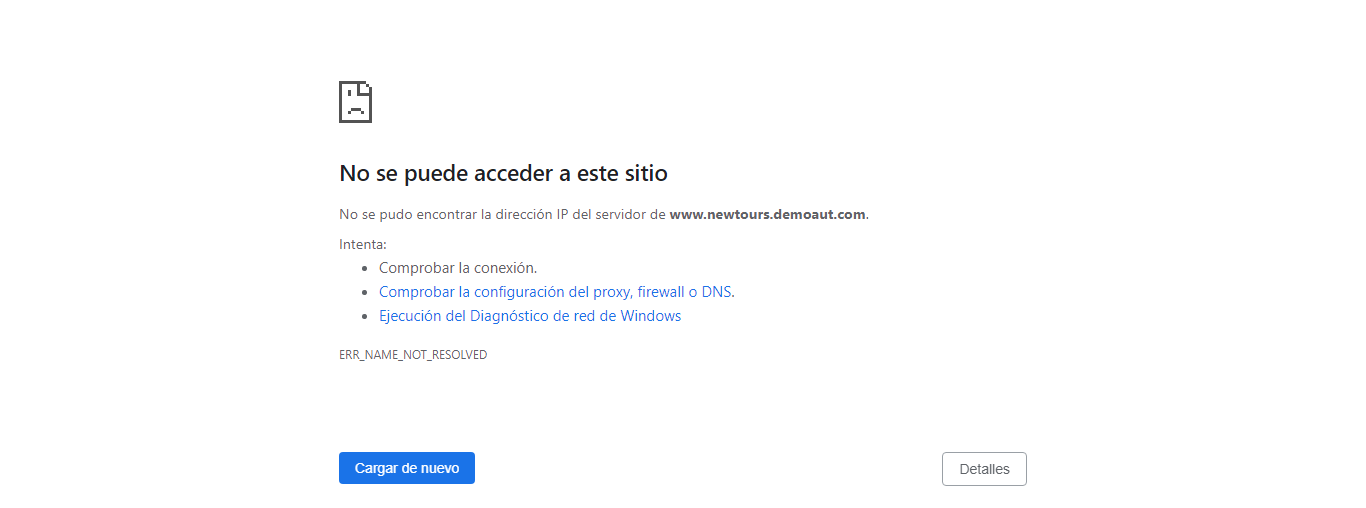 No se puede acceder a este sitio
No se pudo encontrar la dirección IP del servidor de www.newtours.demoaut.com.
Intenta:
Comprobar la conexión.
Comprobar la configuración del proxy, firewall o DNS.
Ejecución del Diagnóstico de red de Windows
ERR_NAME_NOT_RESOLVED
Cargar de nuevo
Detalles